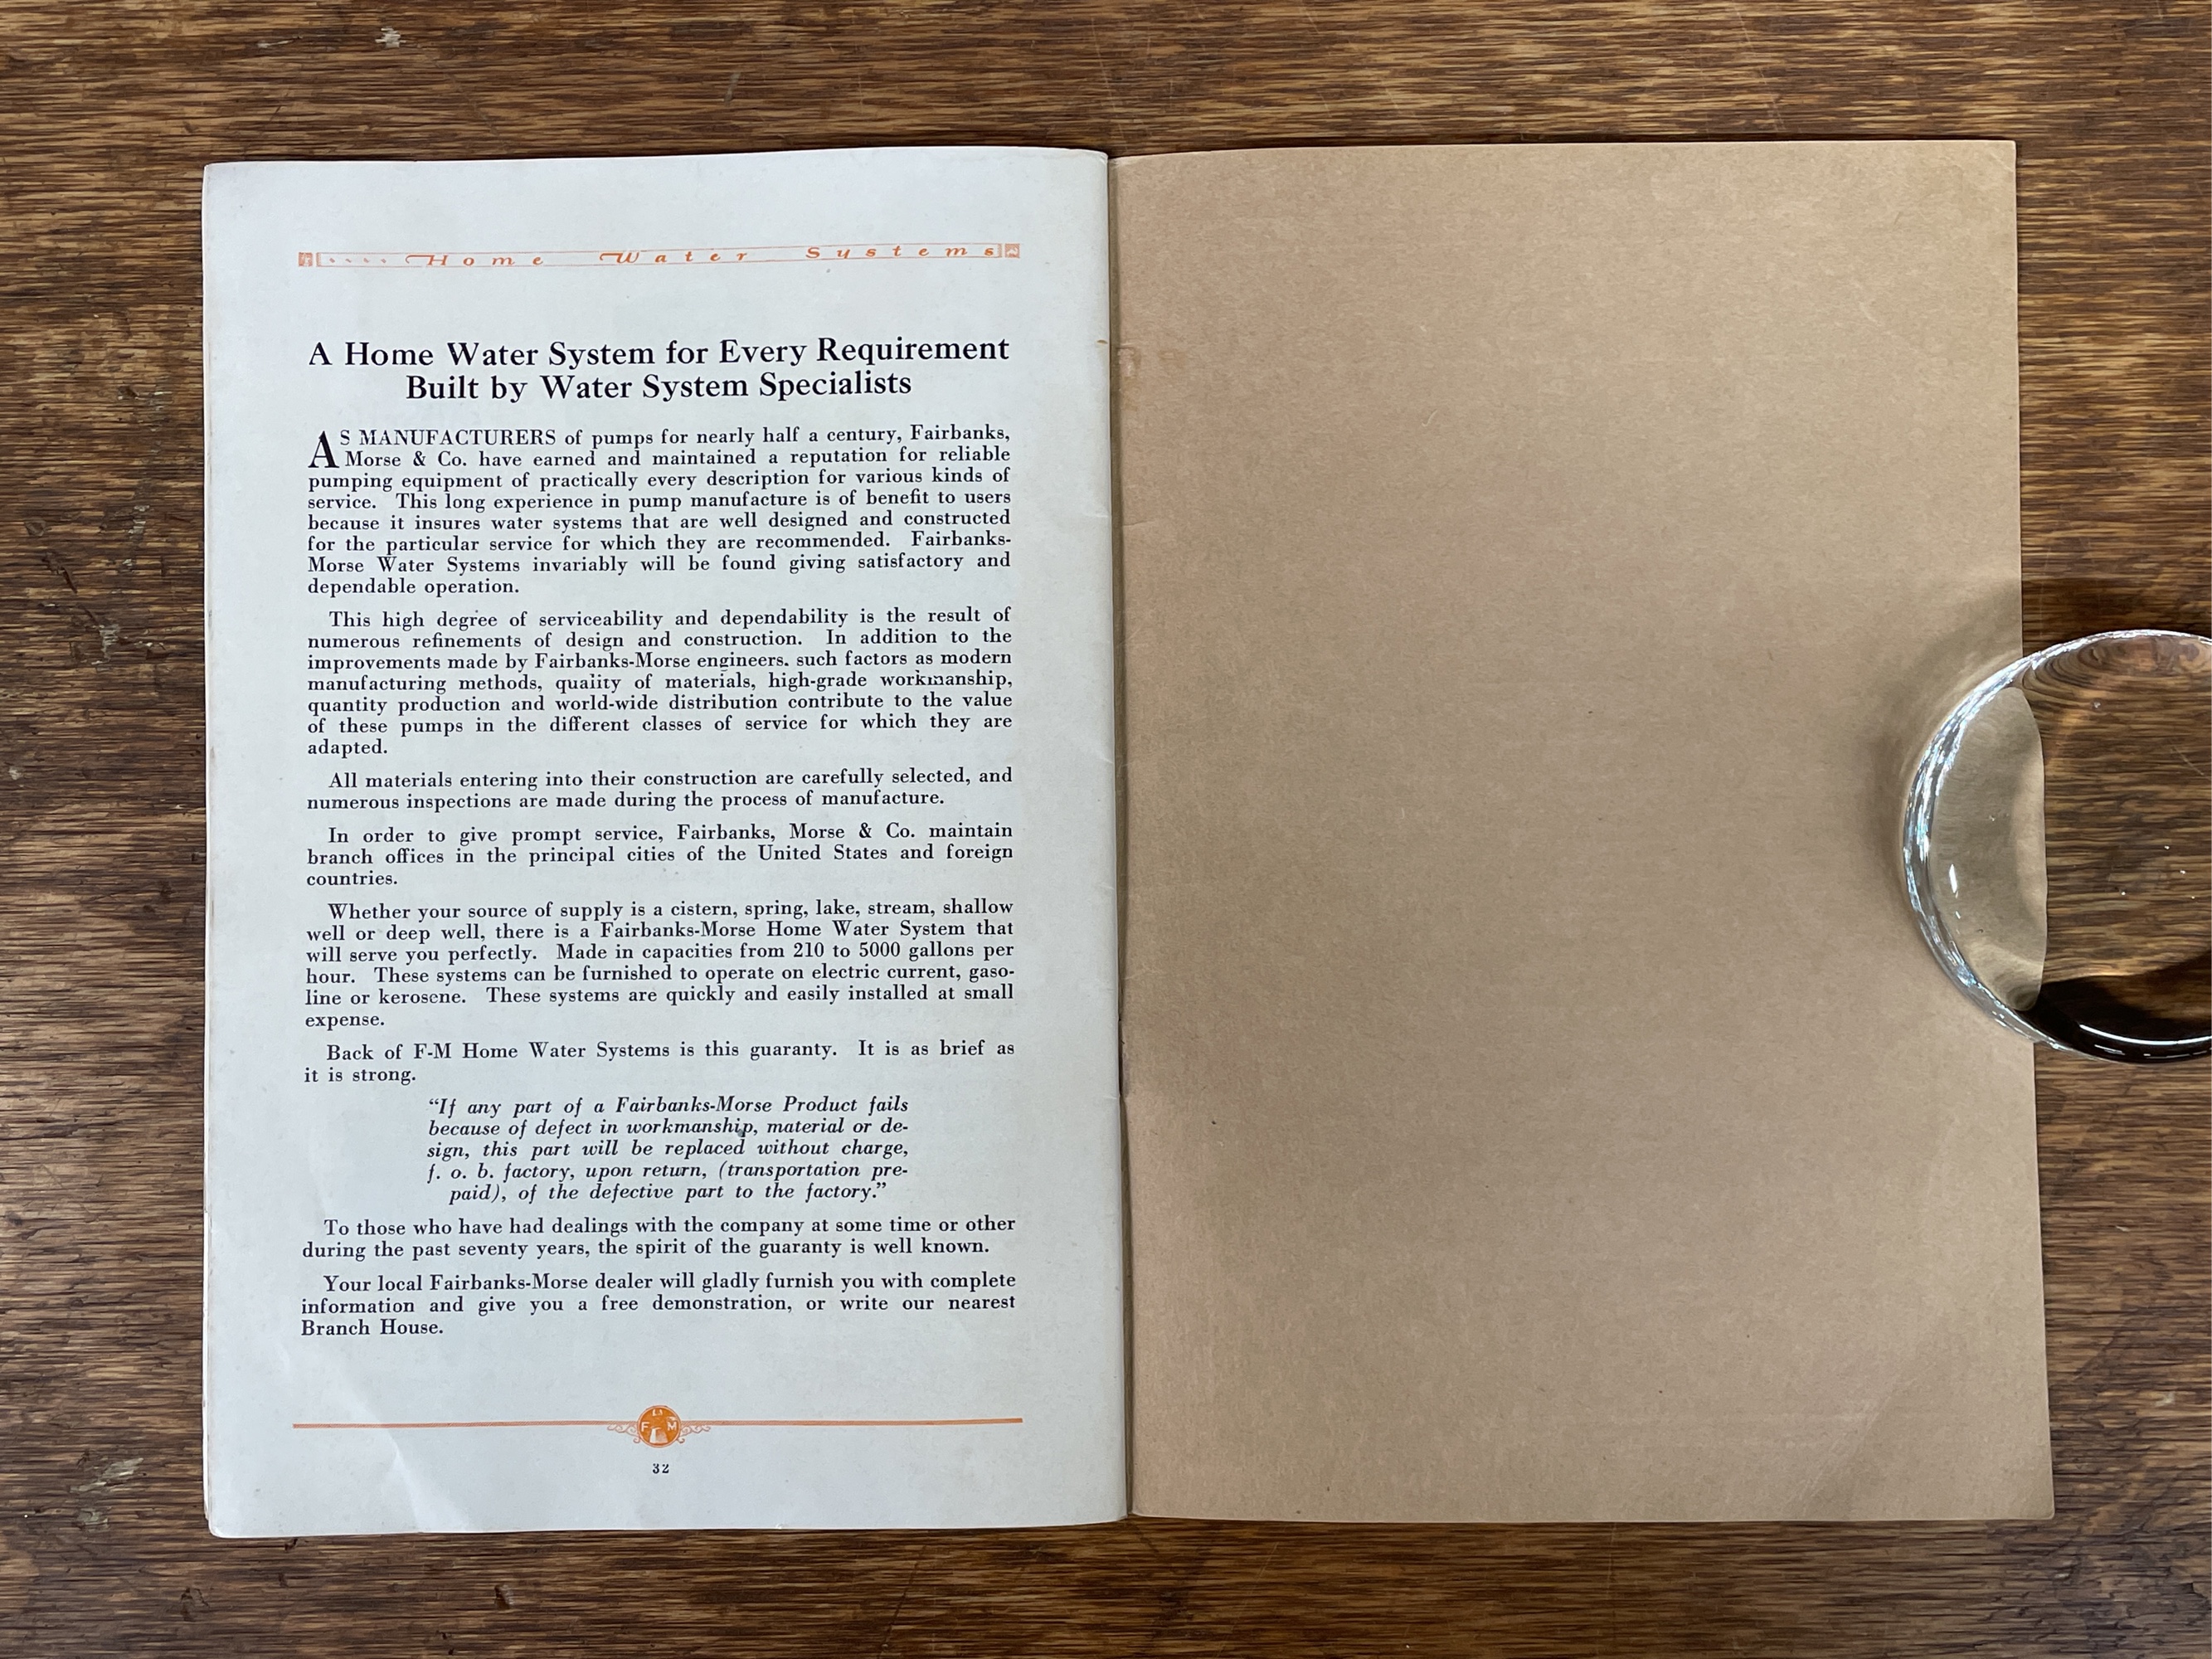 Home Water Systems
A Home Water System for Every Requirement
Built by Water System Specialists
AS MANUFACTURERS of pumps for nearly half a century, Fairbanks,
Morse & Co. have earned and maintained a reputation for reliable
pumping equipment of practically every description for various kinds of
service. This long experience in pump manufacture is of benefit to users
because it insures water systems that are well designed and constructed
for the particular service for which they are recommended. Fairbanks-
Morse Water Systems invariably will be found giving satisfactory and
dependable operation.
This high degree of serviceability and dependability is the result of
numerous refinements of design and construction. In addition to the
improvements made by Fairbanks-Morse engineers. such factors as modern
manufacturing methods, quality of materials, high-grade workmanship,
quantity production and world-wide distribution contribute to the value
of these pumps in the different classes of service for which they are
adapted.
All materials entering into their construction are carefully selected, and
numerous inspections are made during the process of manufacture.
In order to give prompt service, Fairbanks, Morse & Co. maintain
branch offices in the principal cities of the United States and foreign
countries.
Whether your source of supply is a cistern, spring, lake, stream, shallow
well or deep well, there is a Fairbanks-Morse Home Water System that
will serve you perfectly. Made in capacities from 210 to 5000 gallons per
hour. These systems can be furnished to operate on electric current, gaso-
line or kerosene. These systems are quickly and easily installed at small
expense.
Back of F-M Home Water Systems is this guaranty. It is as brief as
it is strong.
“If any part of a Fairbanks-Morse Product fails
because of defect in workmanship, material or de-
sign, this part will be replaced without charge,
f. o. b. factory, upon return, (transportation pre-
paid), of the defective part to the factory.”
To those who have had dealings with the company at some time or other
during the past seventy years, the spirit of the guaranty is well known.
Your local Fairbanks-Morse dealer will gladly furnish you with complete
information and give you a free demonstration, or write our nearest
Branch House.
F M
32